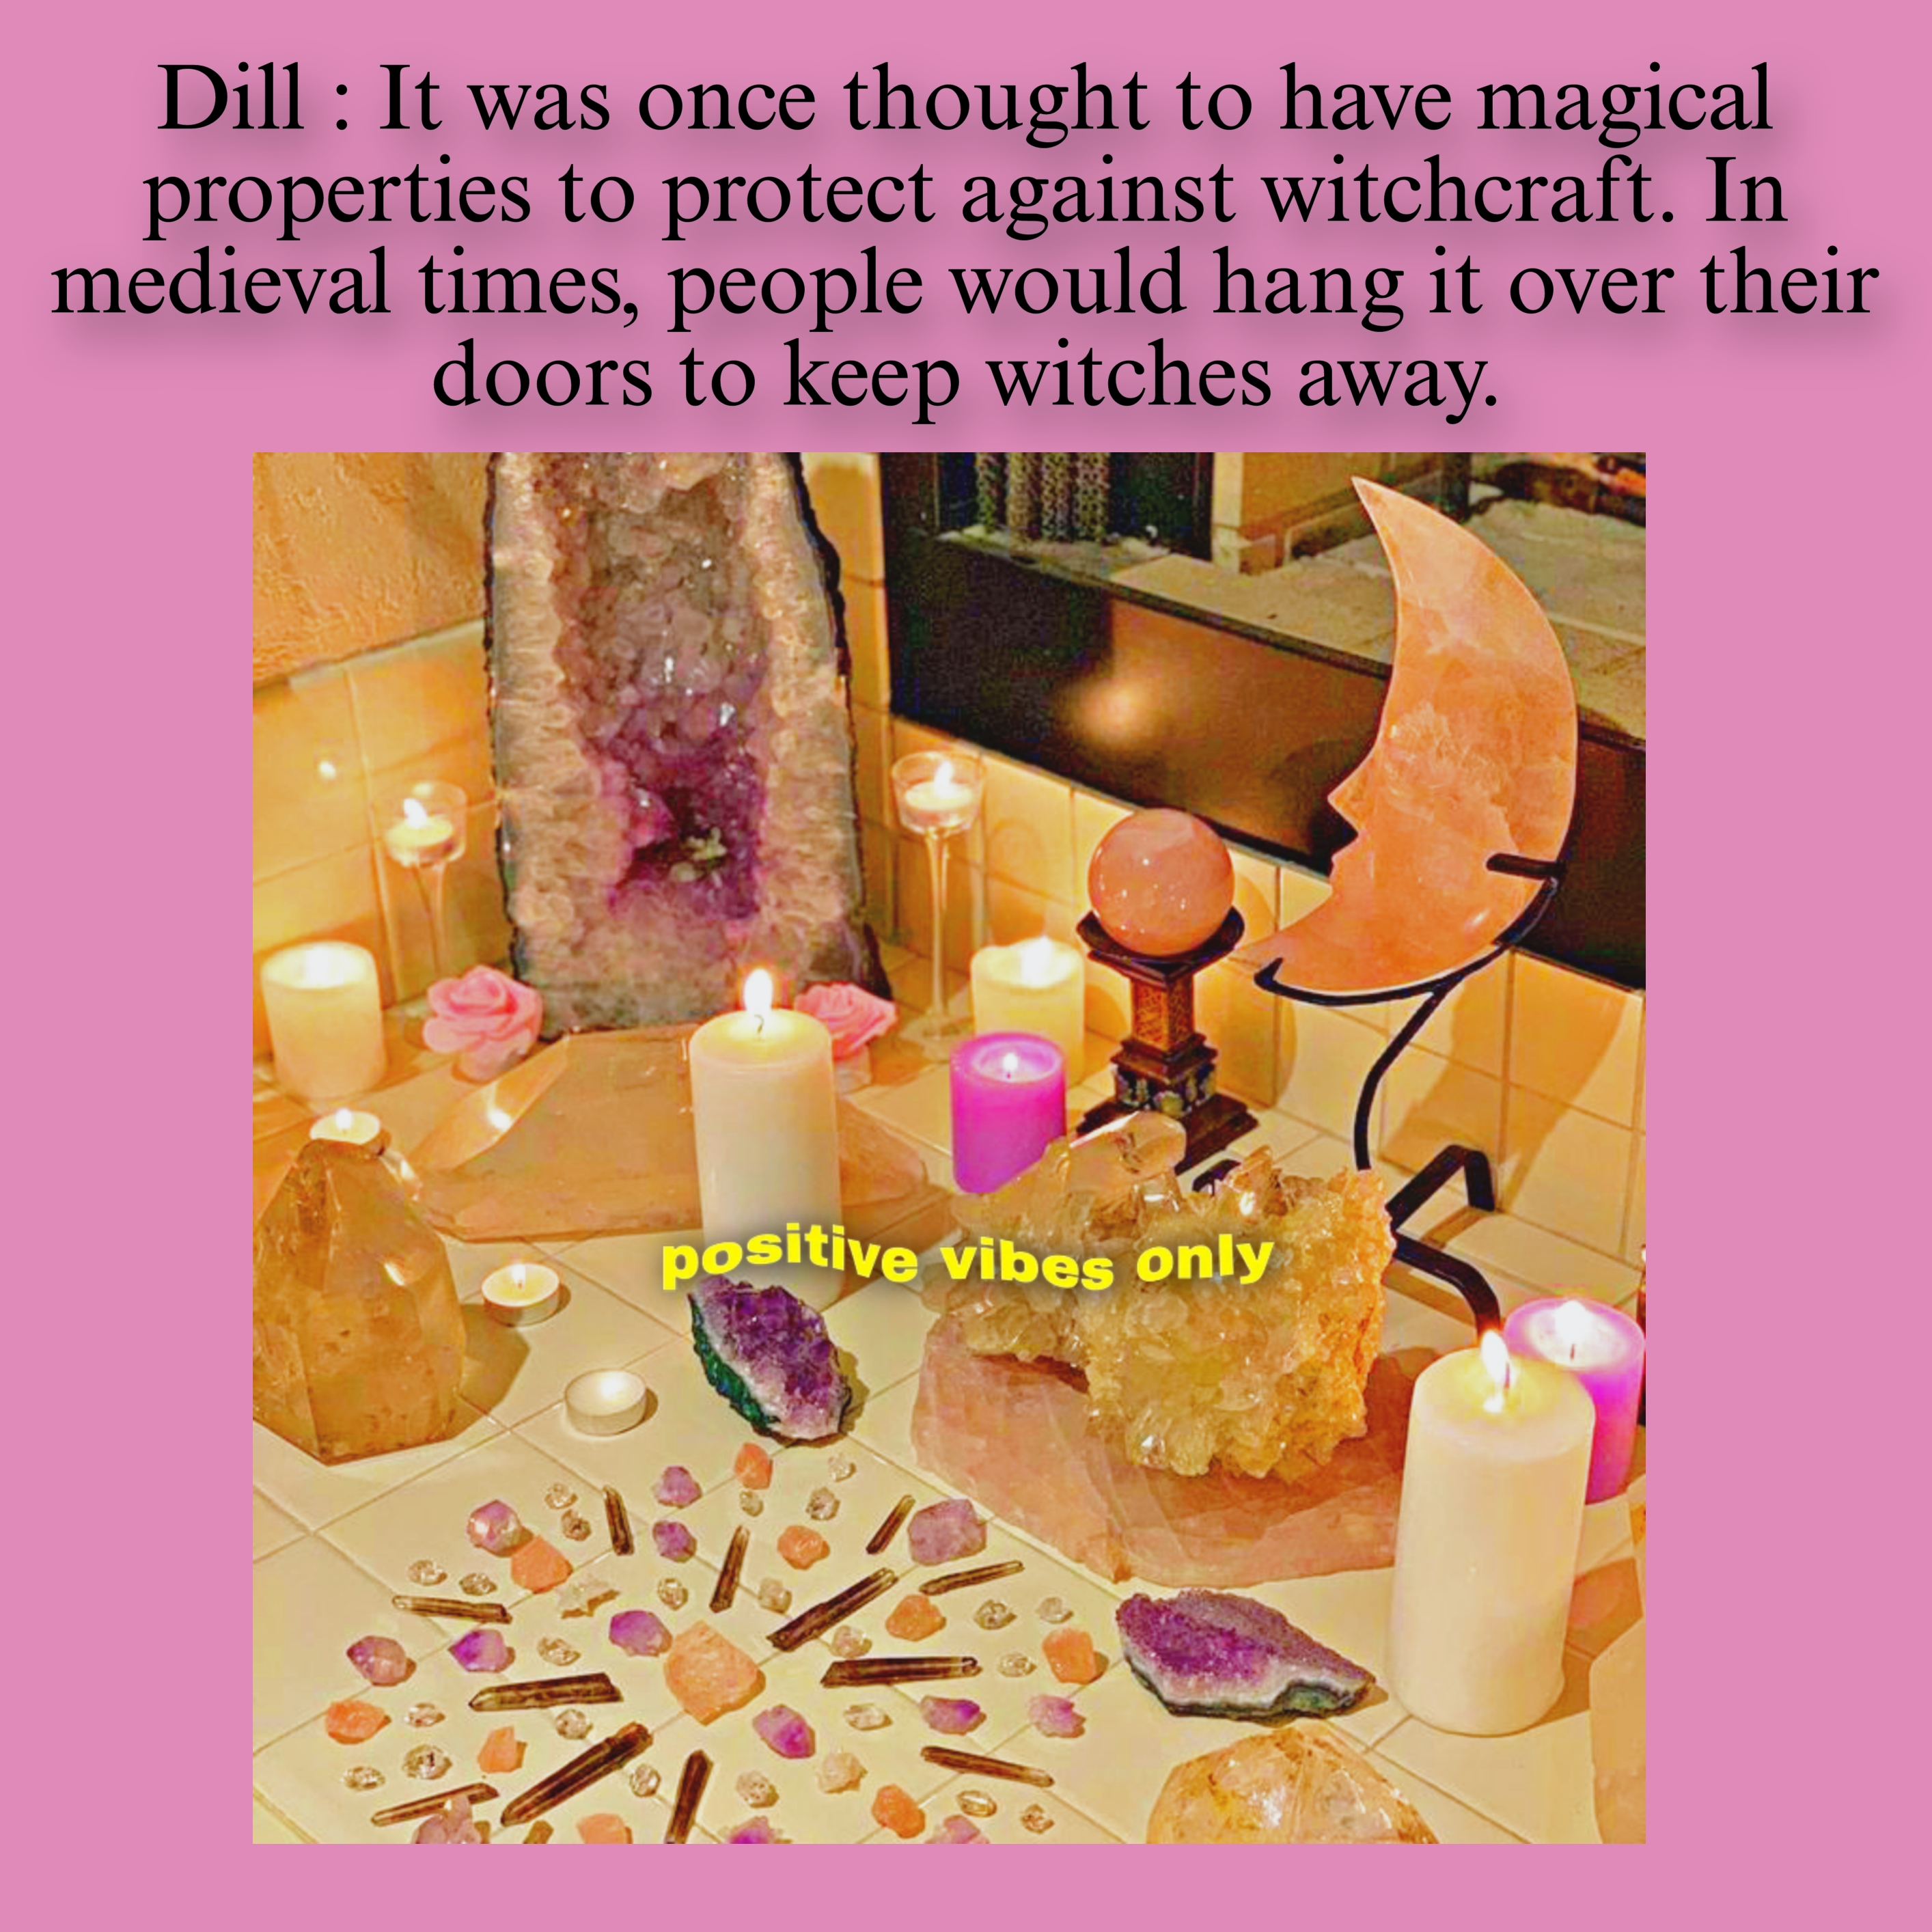 Dill : It was once thought to have magical
properties to protect against witchcraft. In
medieval times, people would hang it over their
doors to keep witches away.
positive vibes only